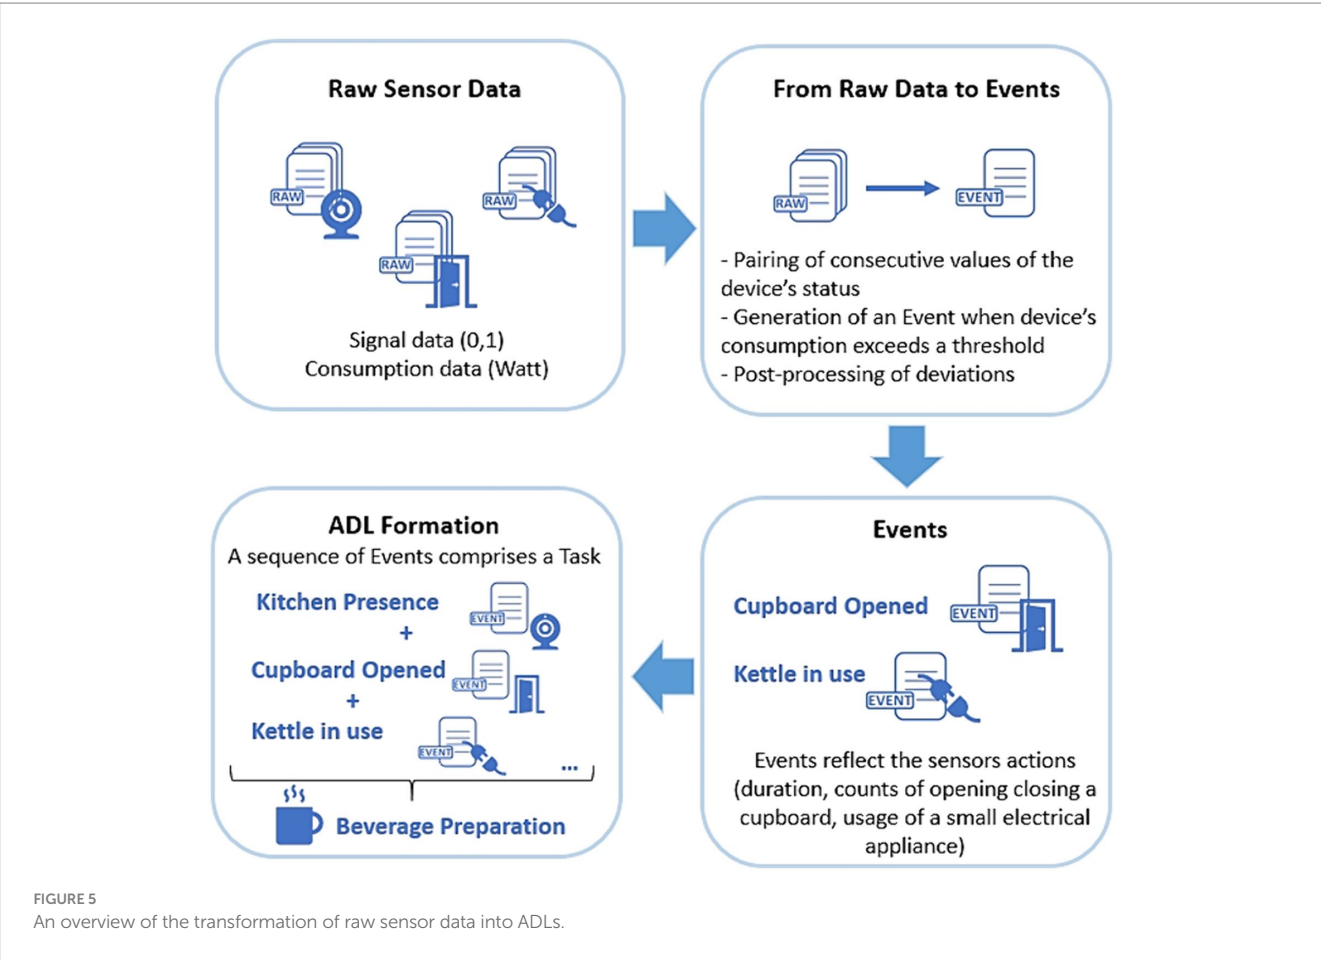 Raw Sensor Data
RAW
RAW
RAW
Signal data (0,1)
Consumption data (Watt)
From Raw Data to Events
RAW
EVENT
- Pairing of consecutive values of the
device's status
- Generation of an Event when device's
consumption exceeds a threshold
- Post-processing of deviations
Events
Cupboard Opened
EVENT
Kettle in use
EVENT
Events reflect the sensors actions
(duration, counts of opening closing a
cupboard, usage of a small electrical
appliance)
ADL Formation
A sequence of Events comprises a Task
Kitchen Presence
EVENT
+
Cupboard Opened
EVENT
+
Kettle in use
EVENT
...
Beverage Preparation
FIGURE 5
An overview of the transformation of raw sensor data into ADLs.